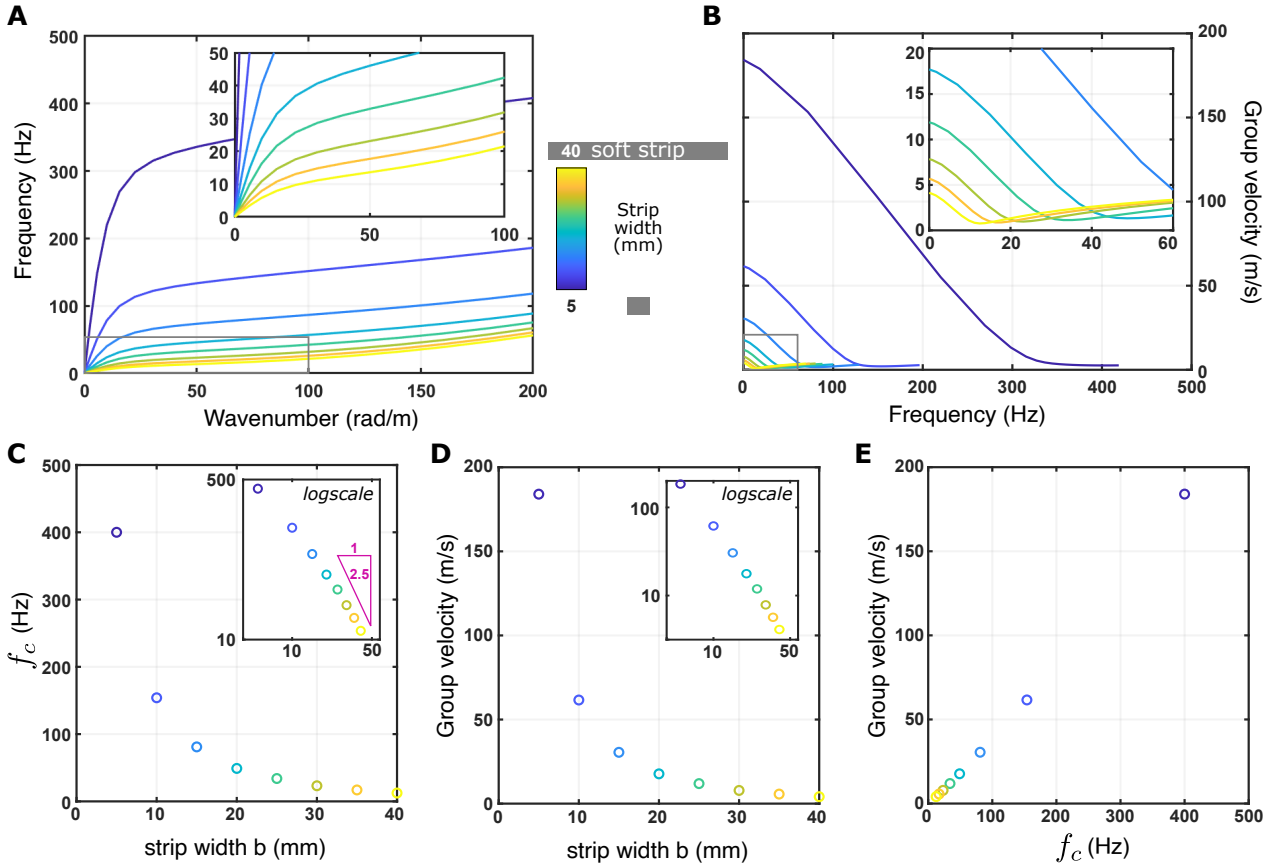 A
Frequency (Hz)
500
400
300
200
100
0
0 50 100 150 200
Wavenumber (rad/m)
50
40
30
20
10
0
0 50 100
40 soft strip
Strip
width
(mm)
5
B
200
150
100
50
0
Group velocity (m/s)
0 100 200 300 400 500
Frequency (Hz)
20
15
10
5
0
0 20 40 60
C
f_c (Hz)
500
400
300
200
100
0
0 10 20 30 40
strip width b (mm)
500
logscale
1
2.5
10
10 50
D
Group velocity (m/s)
200
150
100
50
0
0 10 20 30 40
strip width b (mm)
logscale
100
10
10 50
E
Group velocity (m/s)
200
150
100
50
0
0 100 200 300 400 500
f_c (Hz)